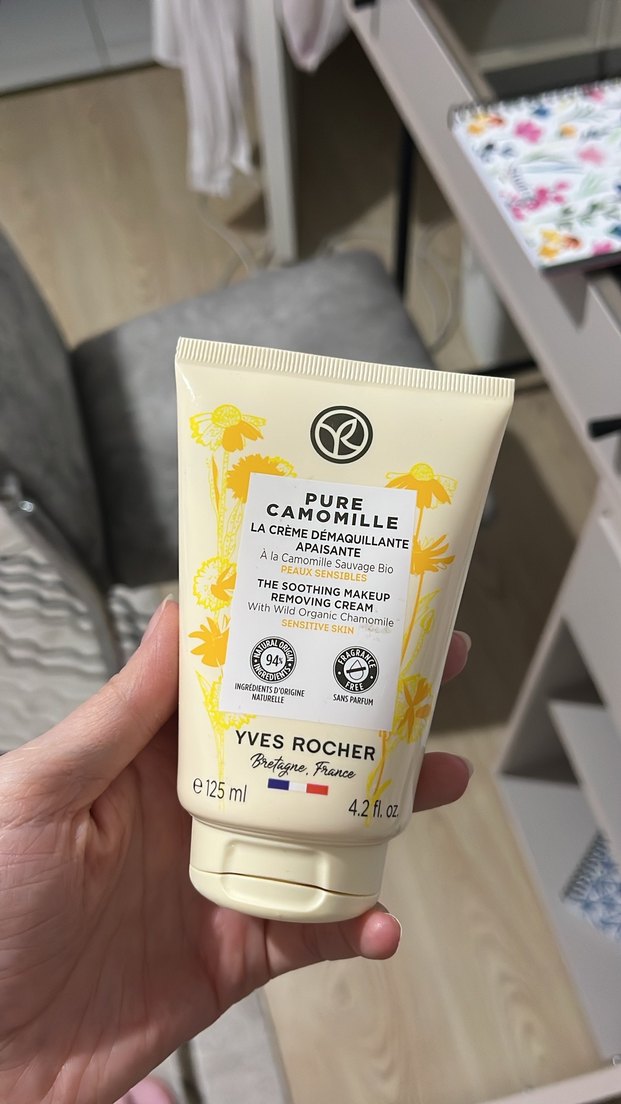 PURE
CAMOMILLE
LA CRÈME DÉMAQUILLANTE
APAISANTE
À la Camomille Sauvage Bio
PEAUX SENSIBLES
THE SOOTHING MAKEUP
REMOVING CREAM
With Wild Organic Chamomile
SENSITIVE SKIN
NATURAL ORIGIN
94%
INGREDIENTS
INGRÉDIENTS D'ORIGINE
NATURELLE
FRAGRANCE
FREE
SANS PARFUM
YVES ROCHER
Bretagne, France
e 125 ml
4.2 fl. oz.